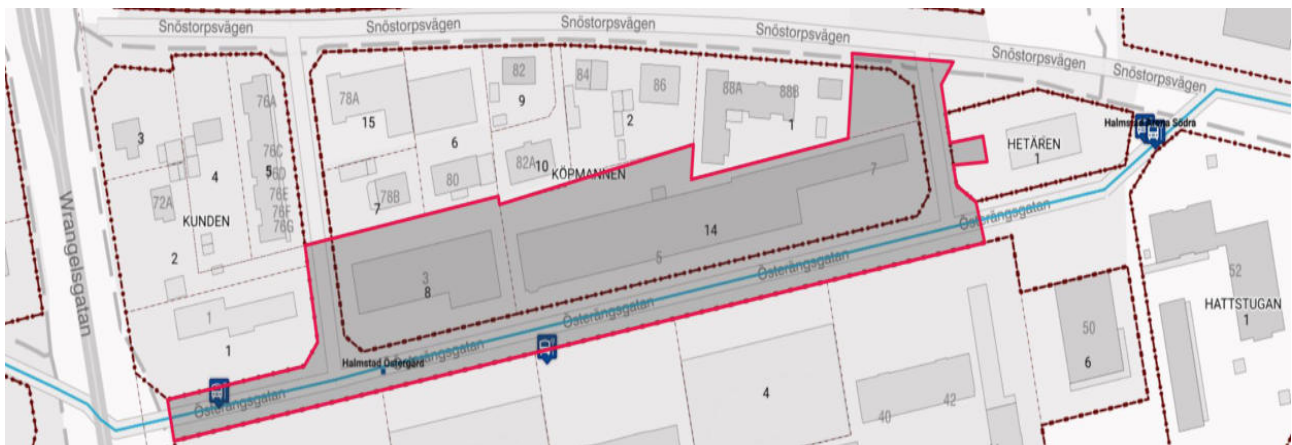 Snöstorpsvägen
Snöstorpsvägen
Snöstorpsvägen
Snöstorpsvägen
Snöstorpsvägen
Snöstorpsvägen
Halmstad Arena Södra
82
84
86
88A
88B
78A
76A
9
15
2
1
3
6
5
4
76C
76D
76E
76F
76G
82A
10
KÖPMANNEN
HETÄREN
1
7
80
78B
7
72A
KUNDEN
Wrangelsgatan
2
14
5
3
8
Österängsgatan
Österängsgatan
Österängsgatan
Österängsgatan
Österängsgatan
52
HATTSTUGAN
1
1
1
50
6
Halmstad Östergård
4
40
42